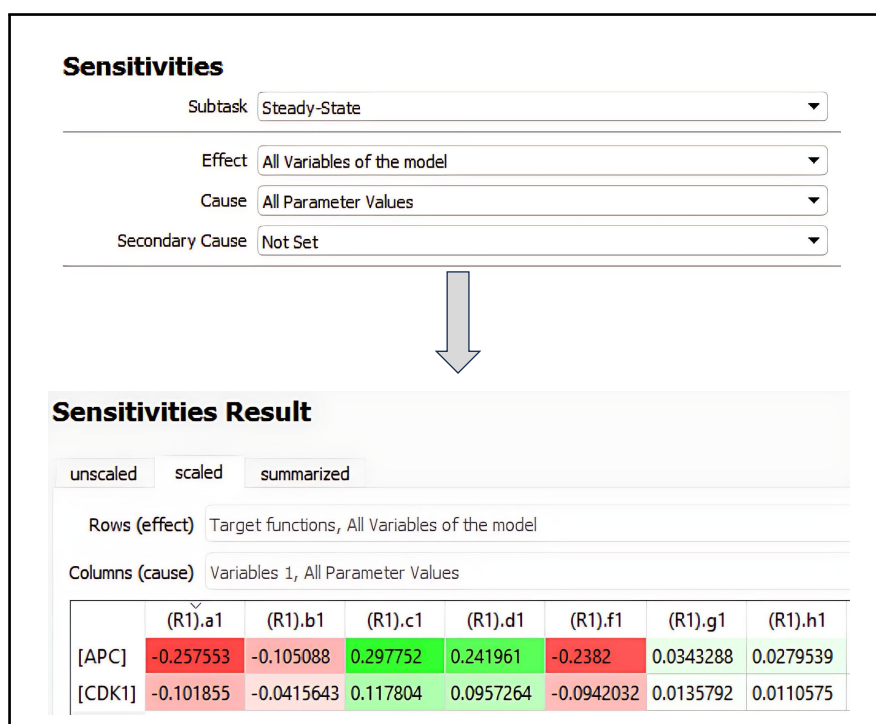 Sensitivities
Subtask Steady-State
Effect All Variables of the model
Cause All Parameter Values
Secondary Cause Not Set
Sensitivities Result
unscaled scaled summarized
Rows (effect) Target functions, All Variables of the model
Columns (cause) Variables 1, All Parameter Values
(R1).a1 (R1).b1 (R1).c1 (R1).d1 (R1).f1 (R1).g1 (R1).h1
[APC] -0.257553 -0.105088 0.297752 0.241961 -0.2382 0.0343288 0.0279539
[CDK1] -0.101855 -0.0415643 0.117804 0.0957264 -0.0942032 0.0135792 0.0110575